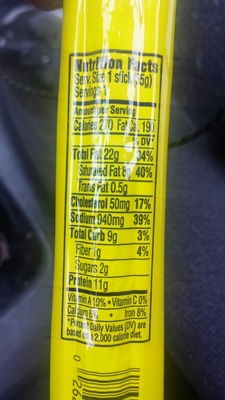 Nutrition Facts
Serv. Size 1 stick
Servings 1
Amount Per Serving
Calories Fat Cal. 190
% DV*
Total Fat 22g 34%
Saturated Fat 8g 40%
Trans Fat 0.5g
Cholesterol 50mg 17%
Sodium 940mg 39%
Total Carb 9g 3%
Fiber 1g 4%
Sugars 2g
Protein 11g
Vitamin A 10% • Vitamin C 0%
Calcium 6% • Iron 8%
*Percent Daily Values (DV) are
based on a 2,000 calorie diet.